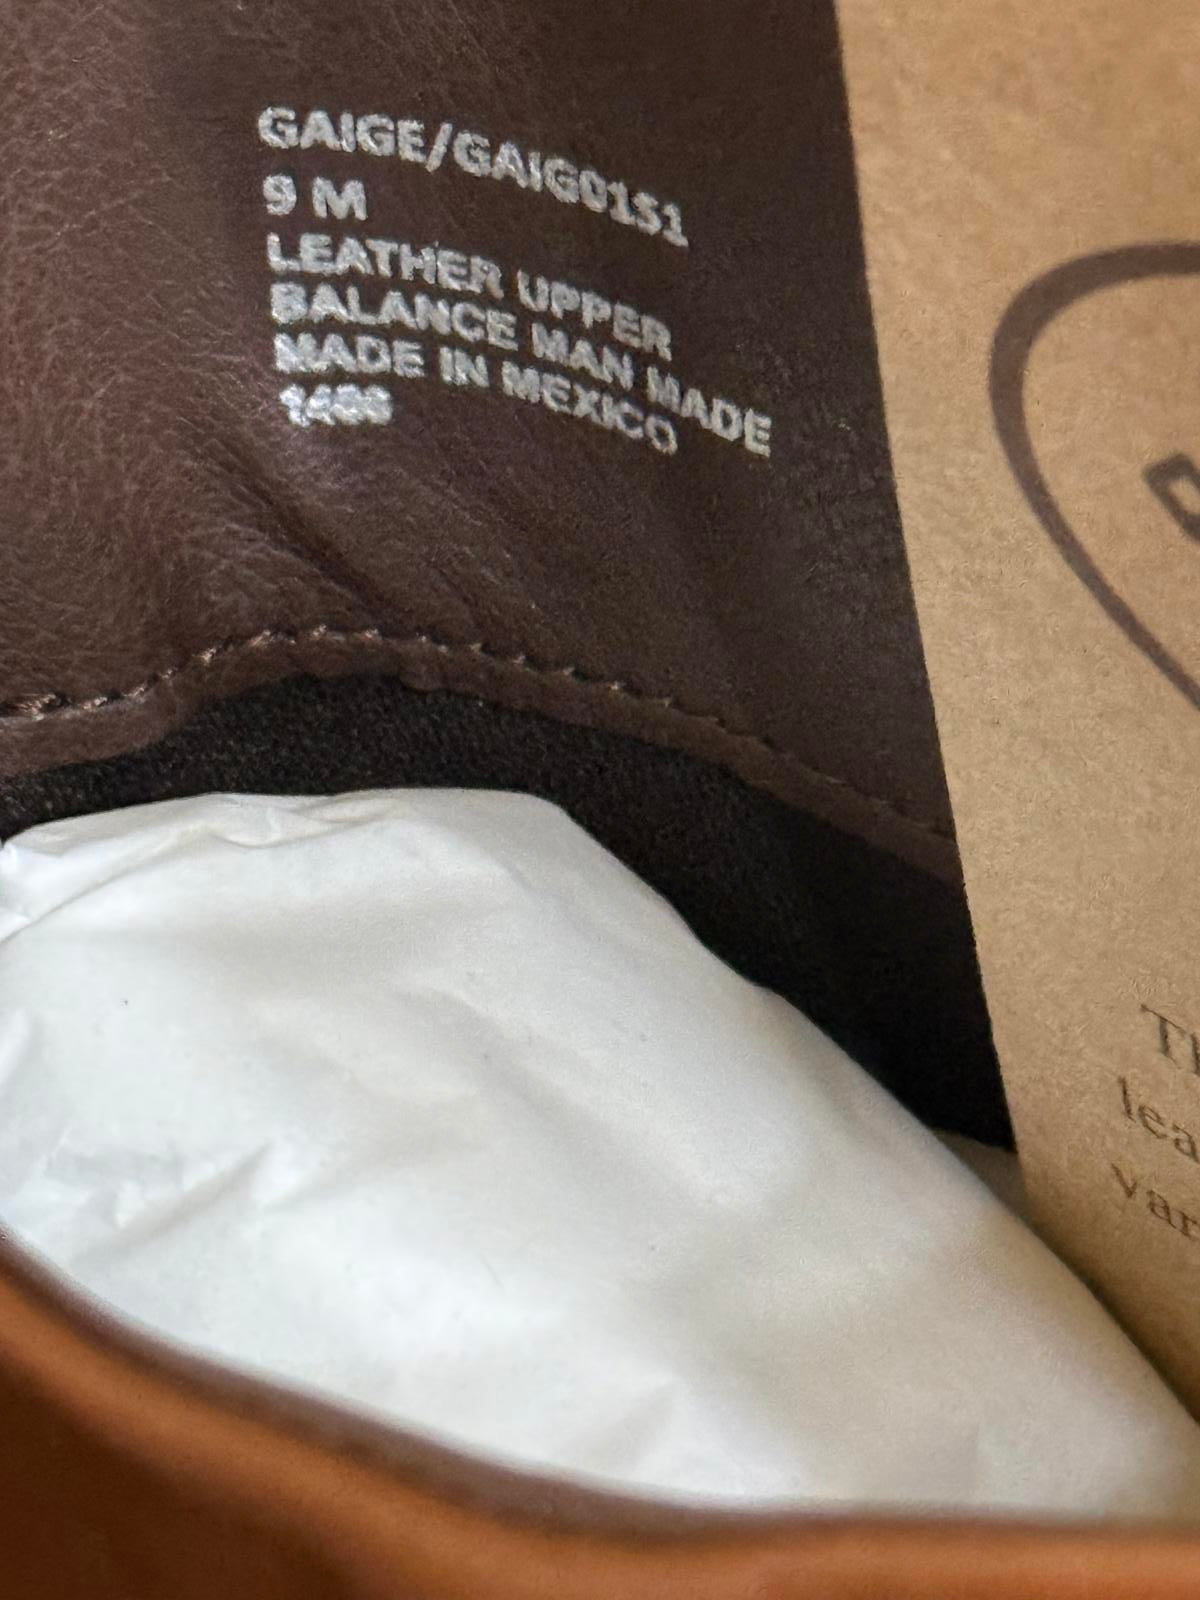 GAIGE/GAIG0151
9 M
LEATHER UPPER
BALANCE MAN MADE
MADE IN MEXICO